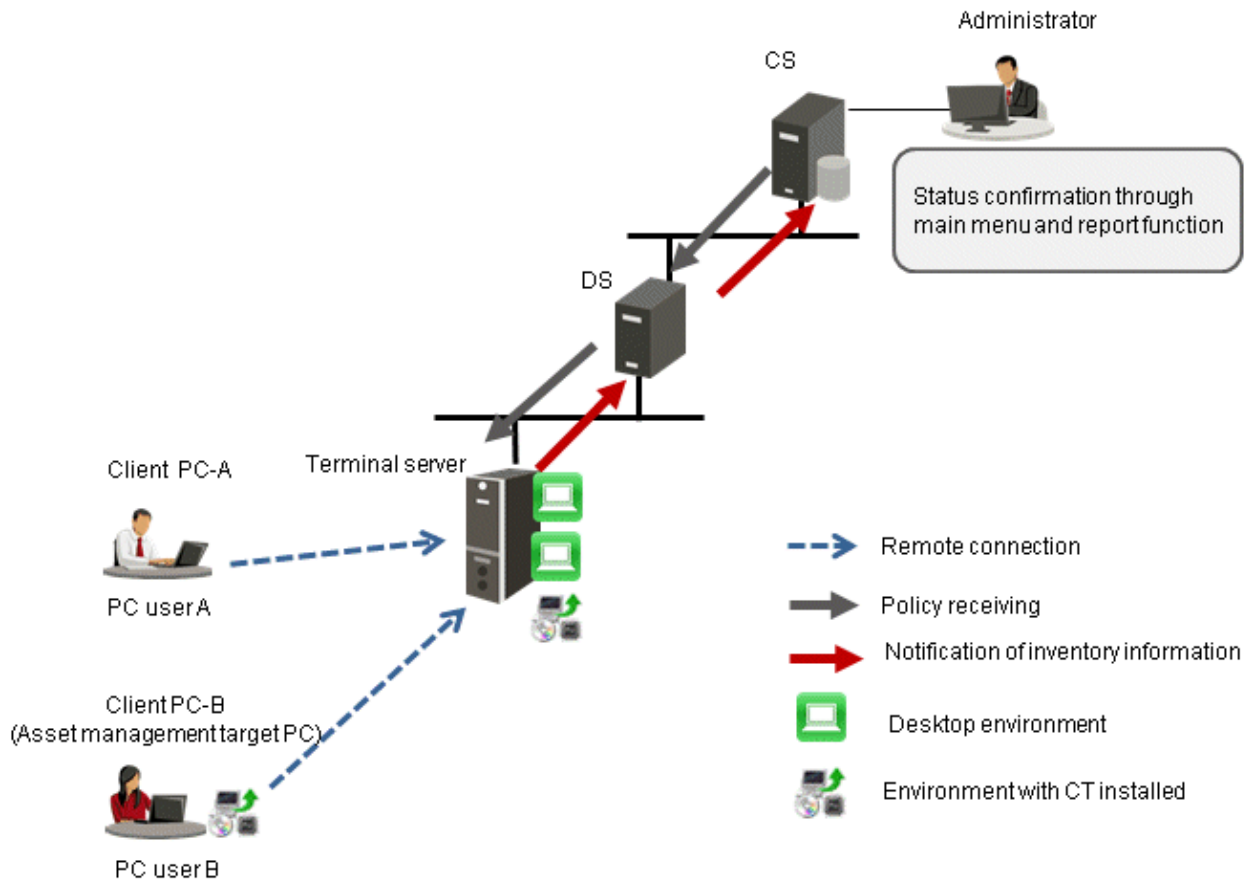 Administrator
CS
Status confirmation through
main menu and report function
DS
Terminal server
Client PC-A
PC user A
Client PC-B
(Asset management target PC)
PC user B
Remote connection
Policy receiving
Notification of inventory information
Desktop environment
Environment with CT installed